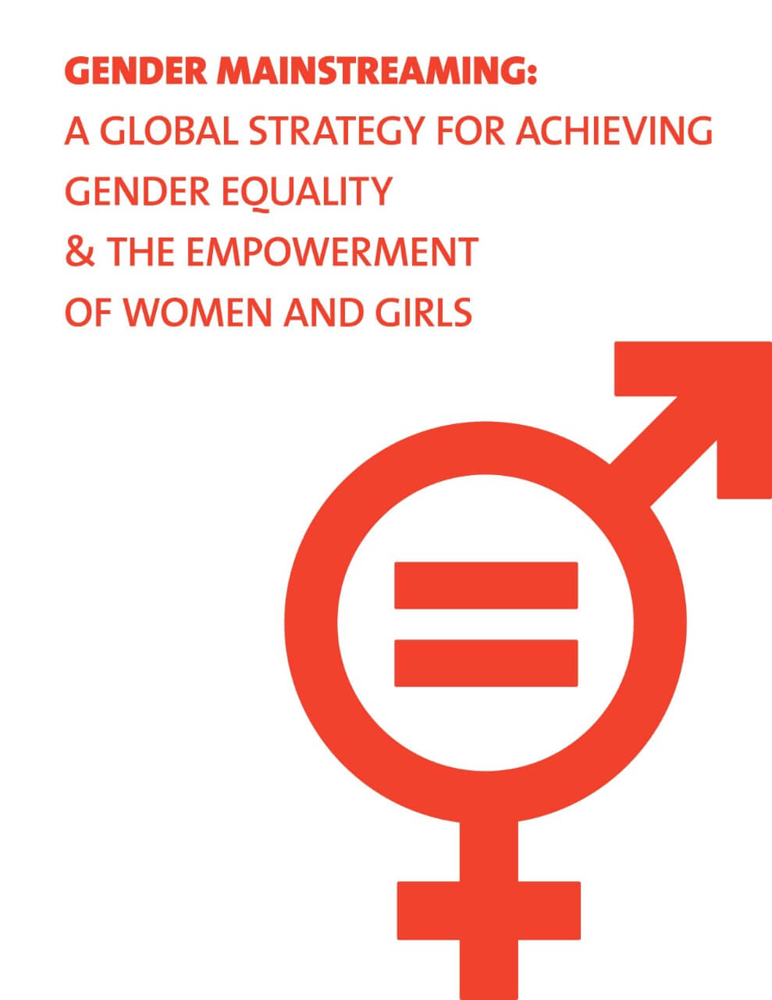 GENDER MAINSTREAMING:
A GLOBAL STRATEGY FOR ACHIEVING
GENDER EQUALITY
& THE EMPOWERMENT
OF WOMEN AND GIRLS